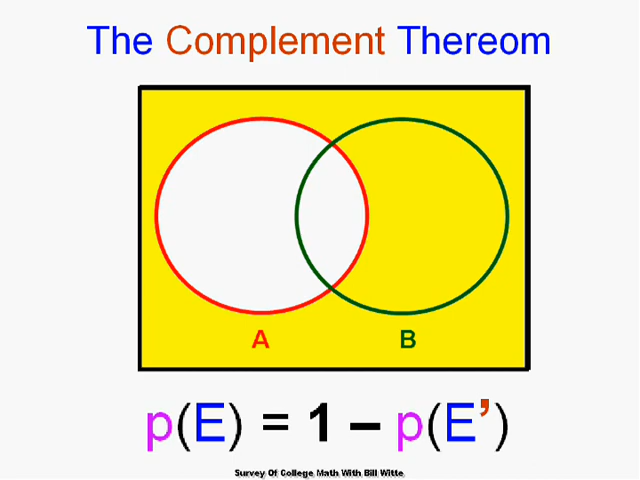 The Complement Thereom
A B
p(E) = 1 – p(E’)
Survey Of College Math With Bill Witte